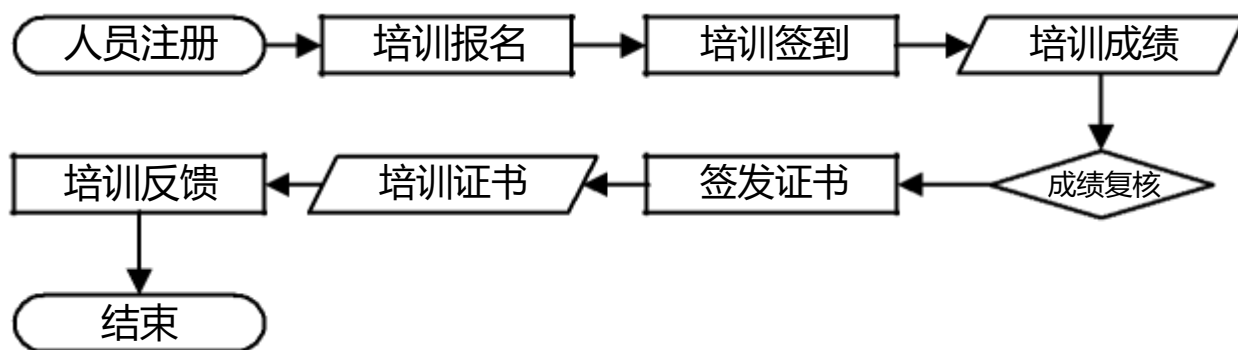 人员注册
培训报名
培训签到
培训成绩
成绩复核
签发证书
培训证书
培训反馈
结束